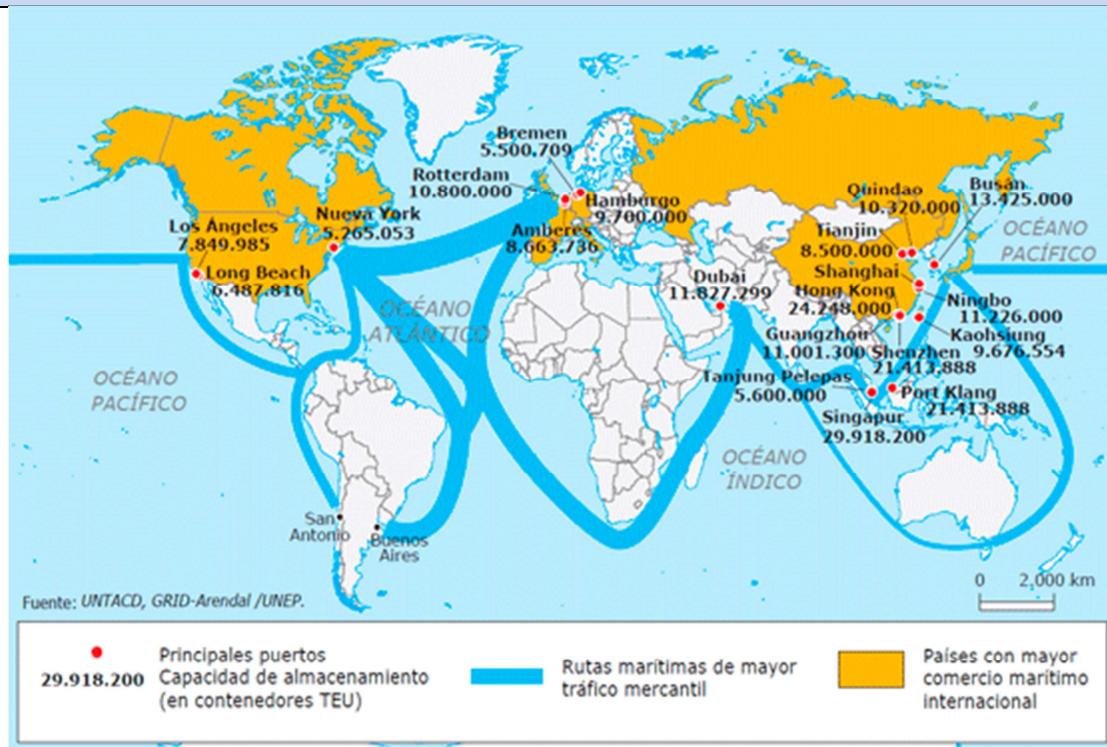 Bremen
5.500.709
Rotterdam
10.800.000
Hamburgo
9.700.000
Amberes
8.663.736
Nueva York
5.265.053
Los Ángeles
7.849.985
Long Beach
6.487.816
Quindao
10.320.000
Busán
13.425.000
Tianjin
8.500.000
Shanghai
Hong Kong
24.248.000
Ningbo
11.226.000
Dubai
11.827.299
Guangzhou
11.001.300
Kaohsiung
9.676.554
Shenzhen
21.413,888
Tanjung Pelepas
5.600.000
Port Klang
21.413.888
Singapur
29.918.200
OCÉANO
PACÍFICO
OCÉANO
ATLÁNTICO
OCÉANO
PACÍFICO
OCÉANO
ÍNDICO
San
Antonio
Buenos
Aires
0 2,000 km
Fuente: UNTACD, GRID-Arendal /UNEP.
Principales puertos
29.918.200 Capacidad de almacenamiento
(en contenedores TEU)
Rutas marítimas de mayor
tráfico mercantil
Países con mayor
comercio marítimo
internacional